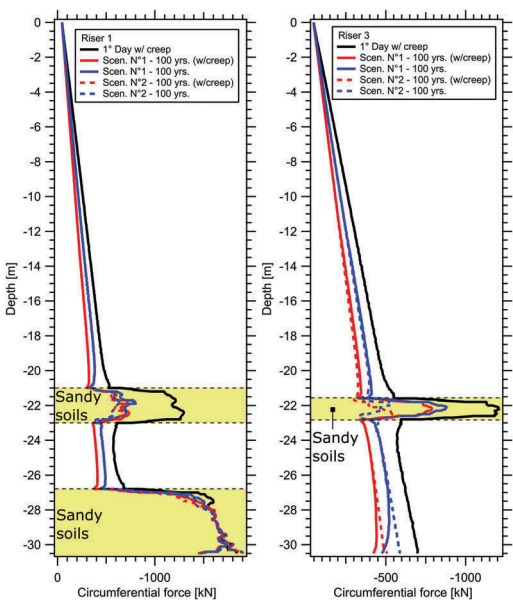 Riser 1
1° Day w/ creep
Scen. N°1 - 100 yrs. (w/creep)
Scen. N°1 - 100 yrs.
Scen. N°2 - 100 yrs. (w/creep)
Scen. N°2 - 100 yrs.
0
-2
-4
-6
-8
-10
-12
-14
-16
-18
-20
-22
-24
-26
-28
-30
Depth [m]
Sandy
soils
Sandy
soils
0
-1000
Circumferential force [kN]
Riser 3
1° Day w/ creep
Scen. N°1 - 100 yrs. (w/creep)
Scen. N°1 - 100 yrs.
Scen. N°2 - 100 yrs. (w/creep)
Scen. N°2 - 100 yrs.
0
-2
-4
-6
-8
-10
-12
-14
-16
-18
-20
-22
-24
-26
-28
-30
Depth [m]
Sandy
soils
-500
-1000
Circumferential force [kN]